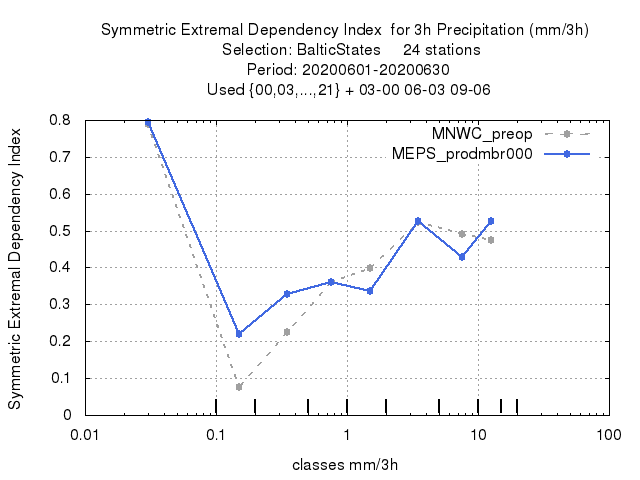 Symmetric Extremal Dependency Index  for 3h Precipitation (mm/3h)
Selection: BalticStates     24 stations
Period: 20200601-20200630
Used {00,03,...,21} + 03-00 06-03 09-06
MNWC_preop
MEPS_prodmbr000
Symmetric Extremal Dependency Index
0.8
0.7
0.6
0.5
0.4
0.3
0.2
0.1
0
0.01 0.1 1 10 100
classes mm/3h